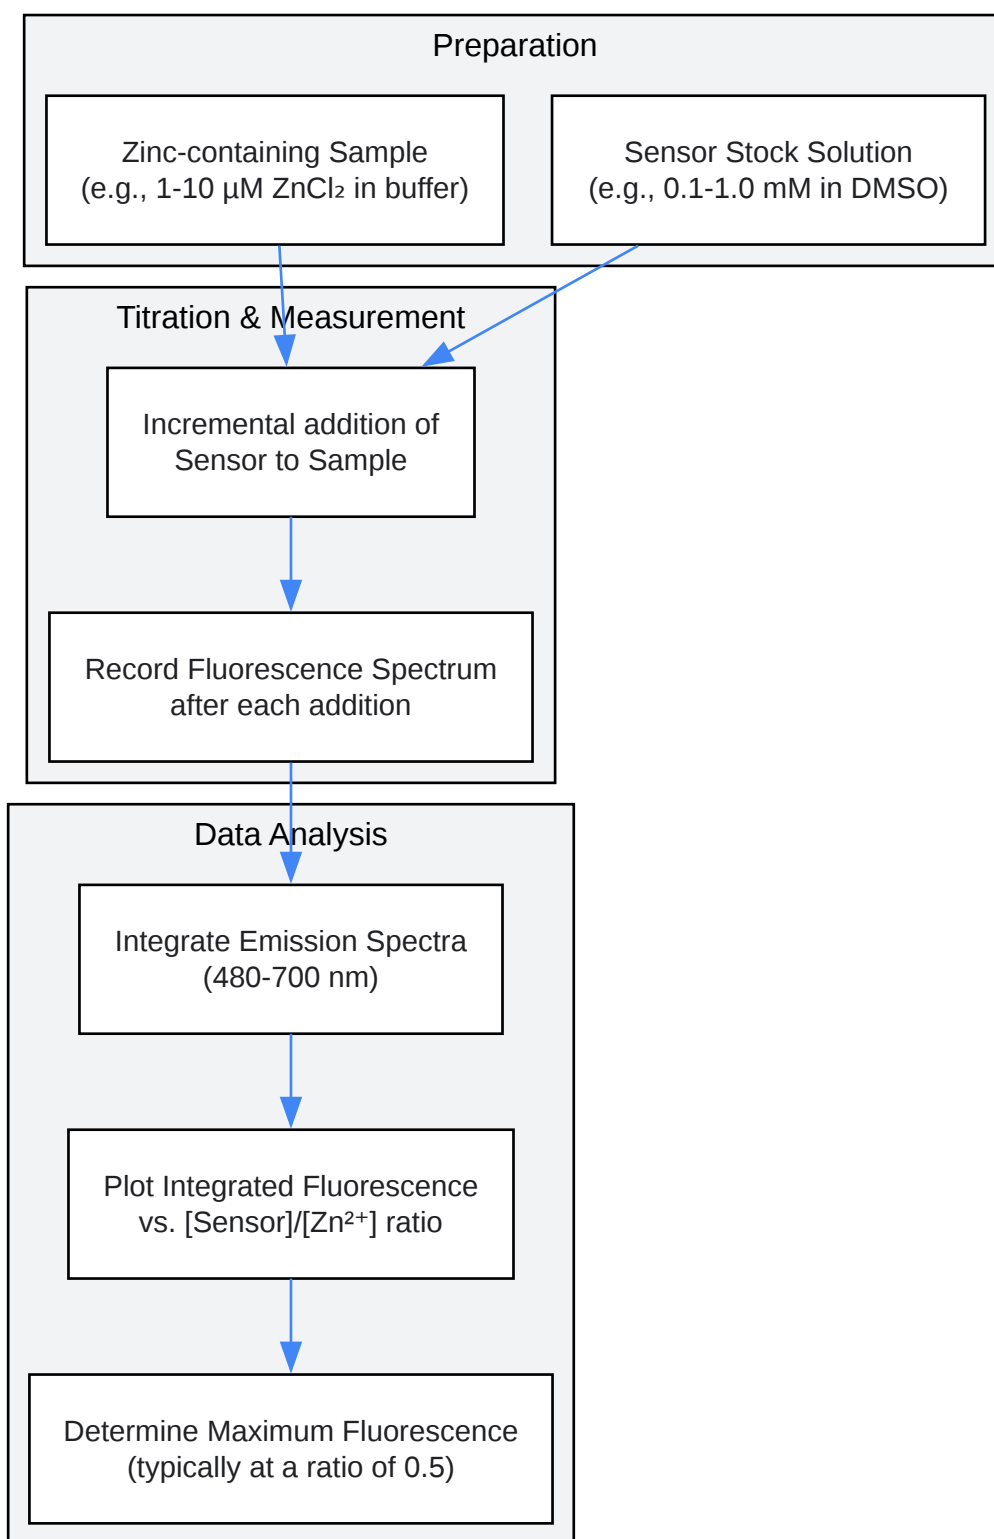 Preparation
Zinc-containing Sample
(e.g., 1-10 µM ZnCl₂ in buffer)
Sensor Stock Solution
(e.g., 0.1-1.0 mM in DMSO)
Titration & Measurement
Incremental addition of
Sensor to Sample
Record Fluorescence Spectrum
after each addition
Data Analysis
Integrate Emission Spectra
(480-700 nm)
Plot Integrated Fluorescence
vs. [Sensor]/[Zn²⁺] ratio
Determine Maximum Fluorescence
(typically at a ratio of 0.5)